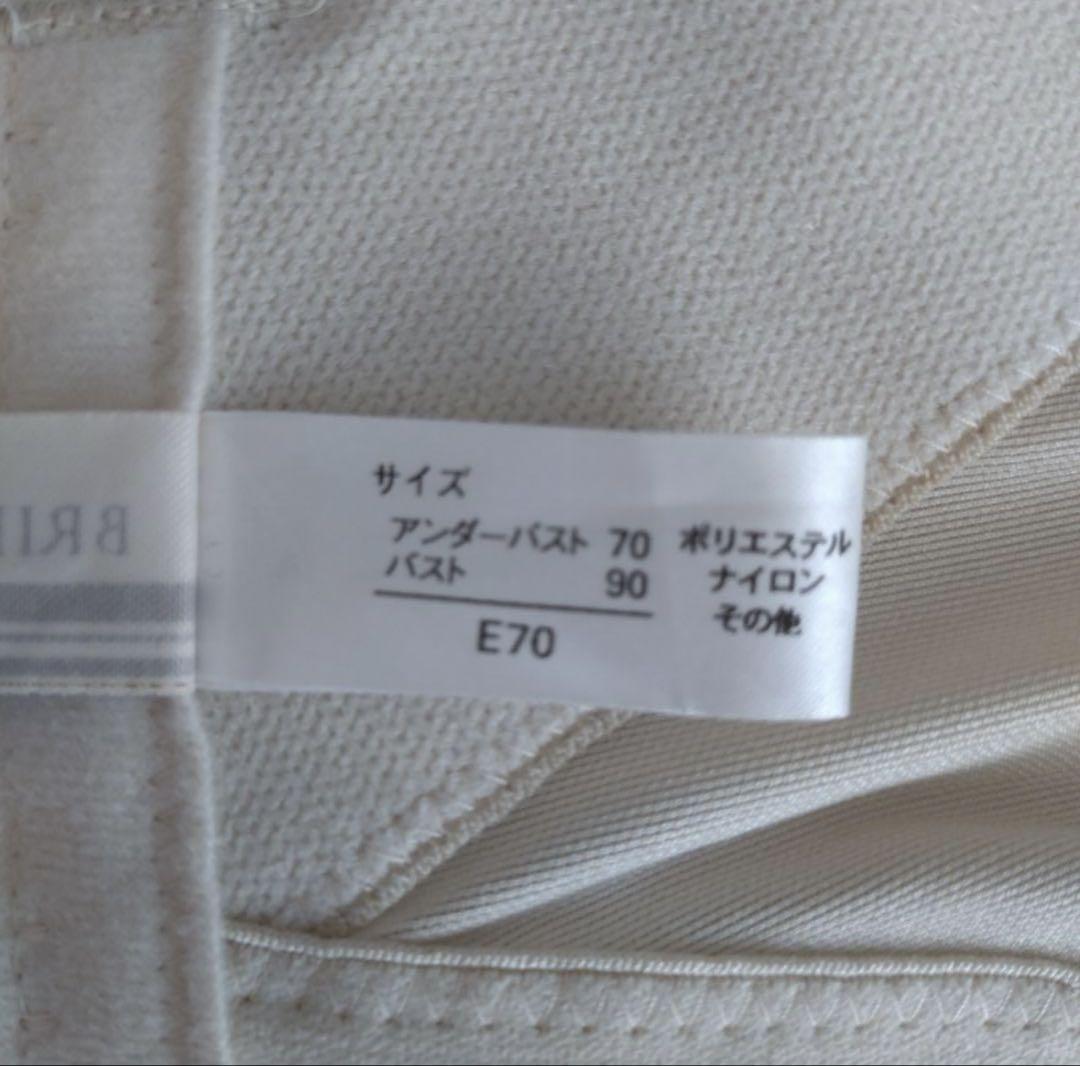 サイズ
アンダーバスト 70
バスト 90
E70
ポリエステル
ナイロン
その他
BRI